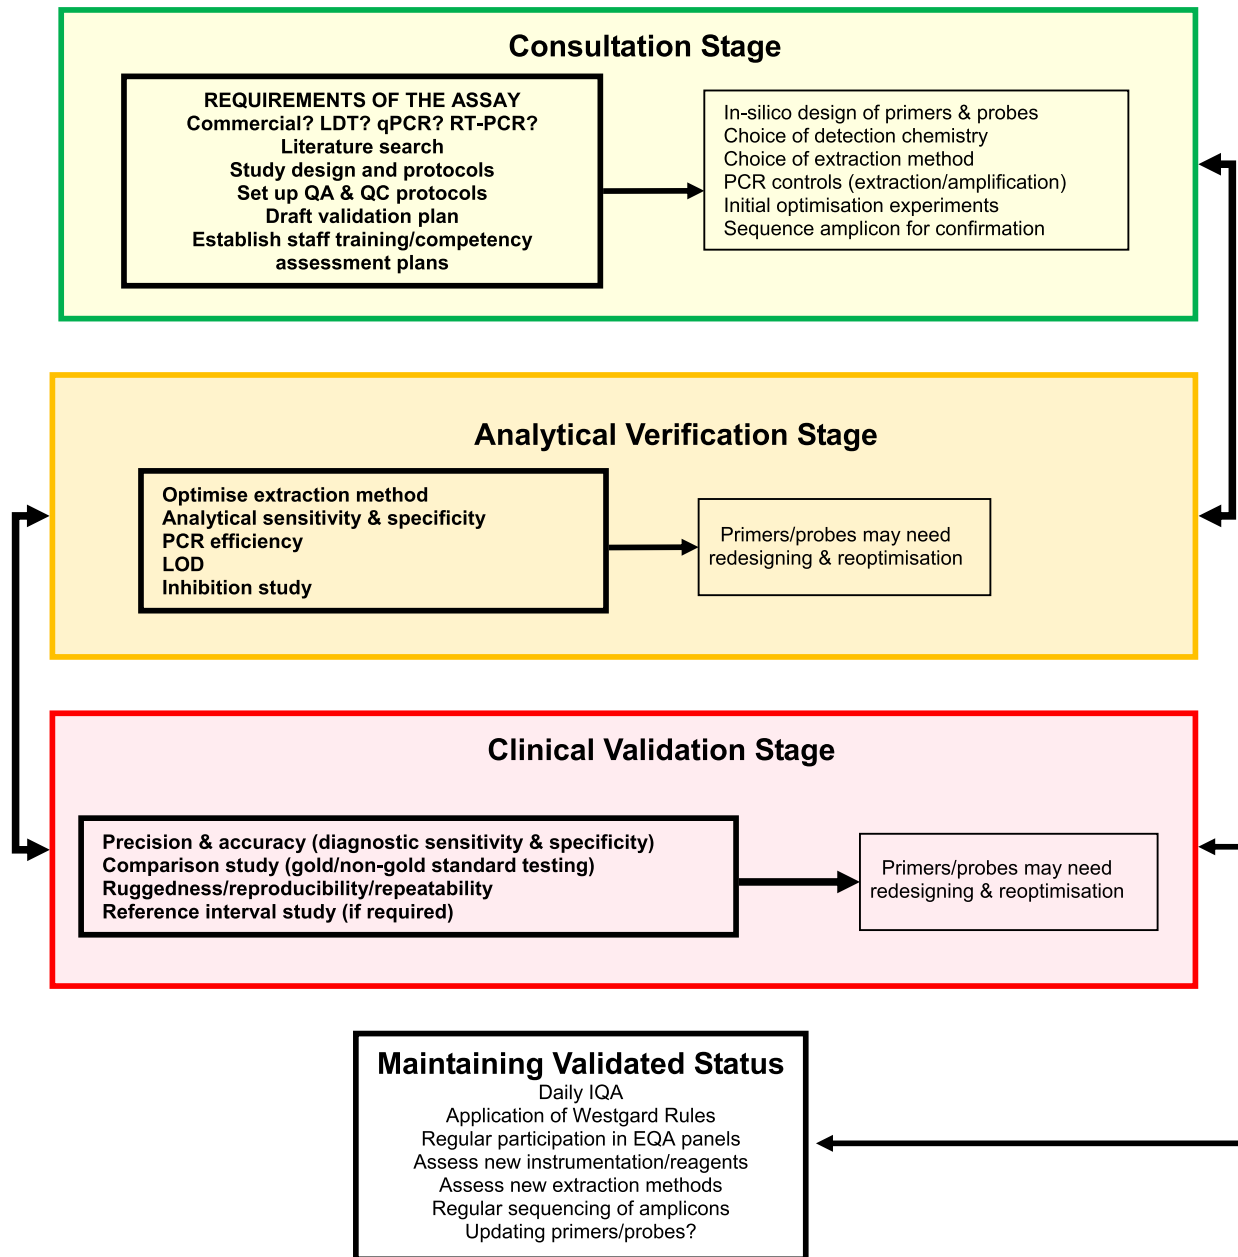 Consultation Stage
REQUIREMENTS OF THE ASSAY
Commercial? LDT? qPCR? RT-PCR?
Literature search
Study design and protocols
Set up QA & QC protocols
Draft validation plan
Establish staff training/competency
assessment plans
In-silico design of primers & probes
Choice of detection chemistry
Choice of extraction method
PCR controls (extraction/amplification)
Initial optimisation experiments
Sequence amplicon for confirmation
Analytical Verification Stage
Optimise extraction method
Analytical sensitivity & specificity
PCR efficiency
LOD
Inhibition study
Primers/probes may need
redesigning & reoptimisation
Clinical Validation Stage
Precision & accuracy (diagnostic sensitivity & specificity)
Comparison study (gold/non-gold standard testing)
Ruggedness/reproducibility/repeatability
Reference interval study (if required)
Primers/probes may need
redesigning & reoptimisation
Maintaining Validated Status
Daily IQA
Application of Westgard Rules
Regular participation in EQA panels
Assess new instrumentation/reagents
Assess new extraction methods
Regular sequencing of amplicons
Updating primers/probes?